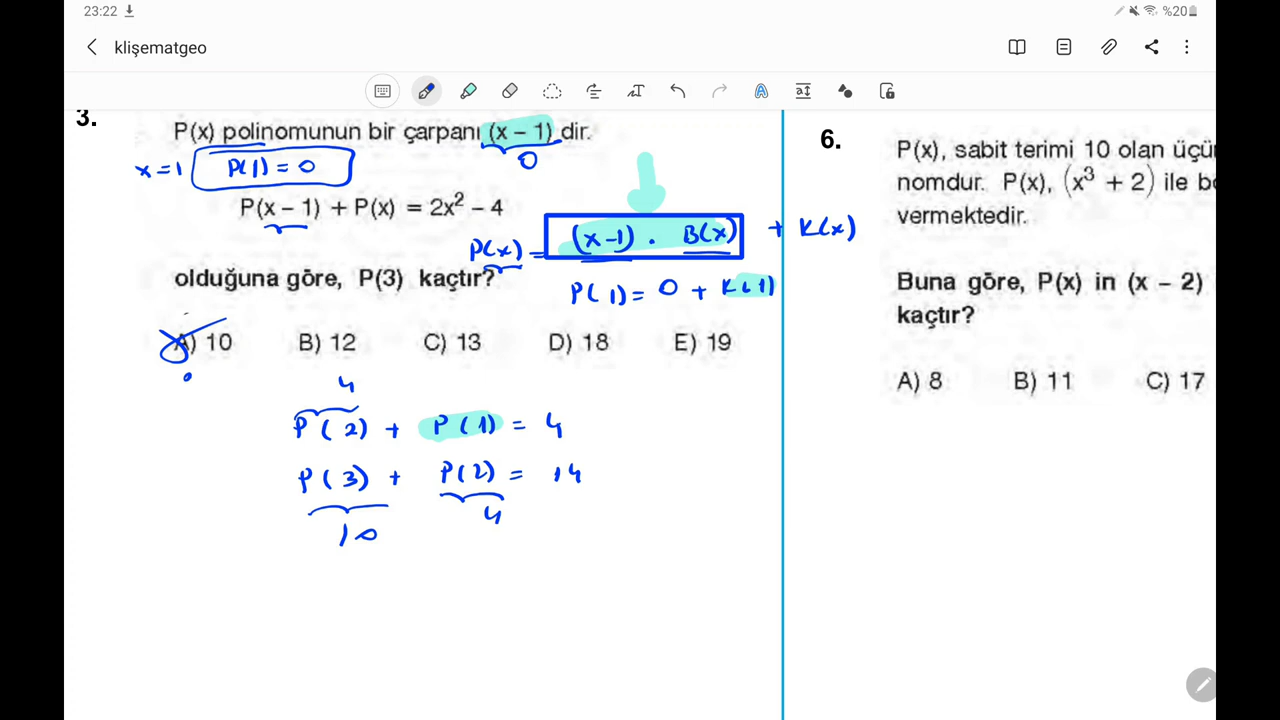 23:22
%20
klişematgeo
3.
P(x) polinomunun bir çarpanı (x – 1) dir.
0
x=1 P(1) = 0
P(x – 1) + P(x) = 2x² – 4
P(x) = (x-1) . B(x) + K(x)
olduğuna göre, P(3) kaçtır?
P(1) = 0 + K(1)
A) 10 B) 12 C) 13 D) 18 E) 19
4
P(2) + P(1) = 4
P(3) + P(2) = 14
4
10
6.
P(x), sabit terimi 10 olan
nomdur. P(x), (x³ + 2) ile
vermektedir.
Buna göre, P(x) in (x – 2)
kaçtır?
A) 8 B) 11 C) 17